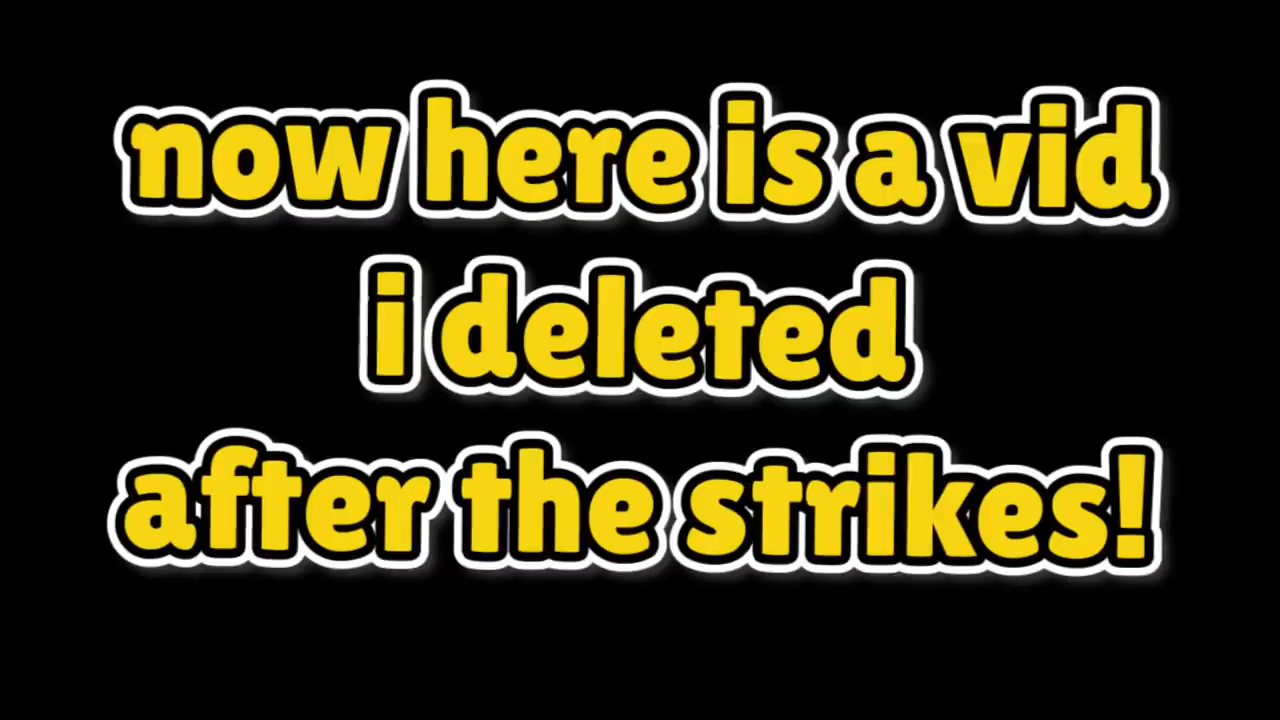 now here is a vid
i deleted
after the strikes!